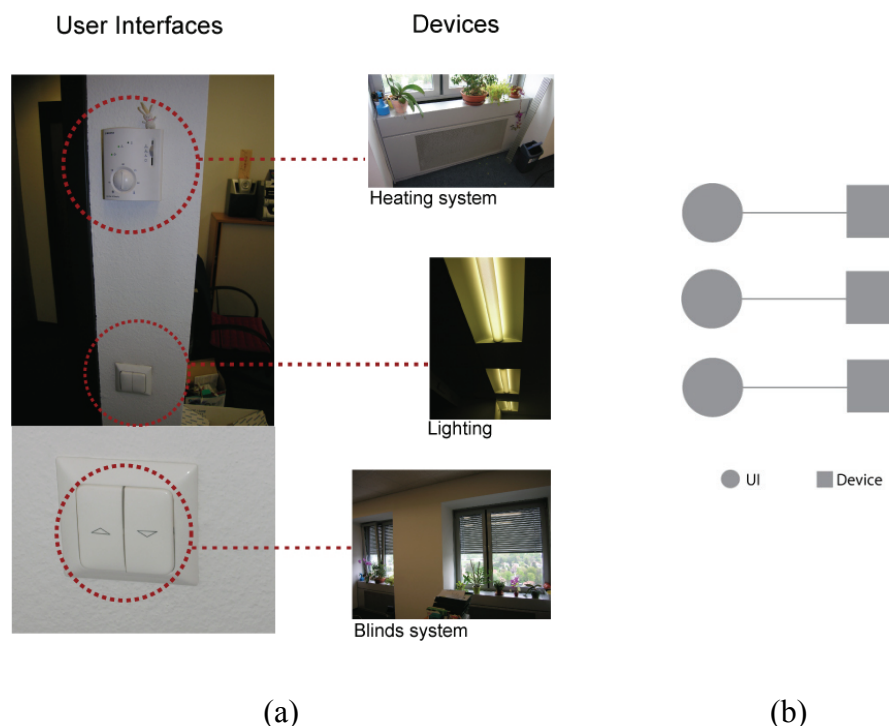 User Interfaces
Devices
Heating system
Lighting
Blinds system
UI
Device
(a)
(b)